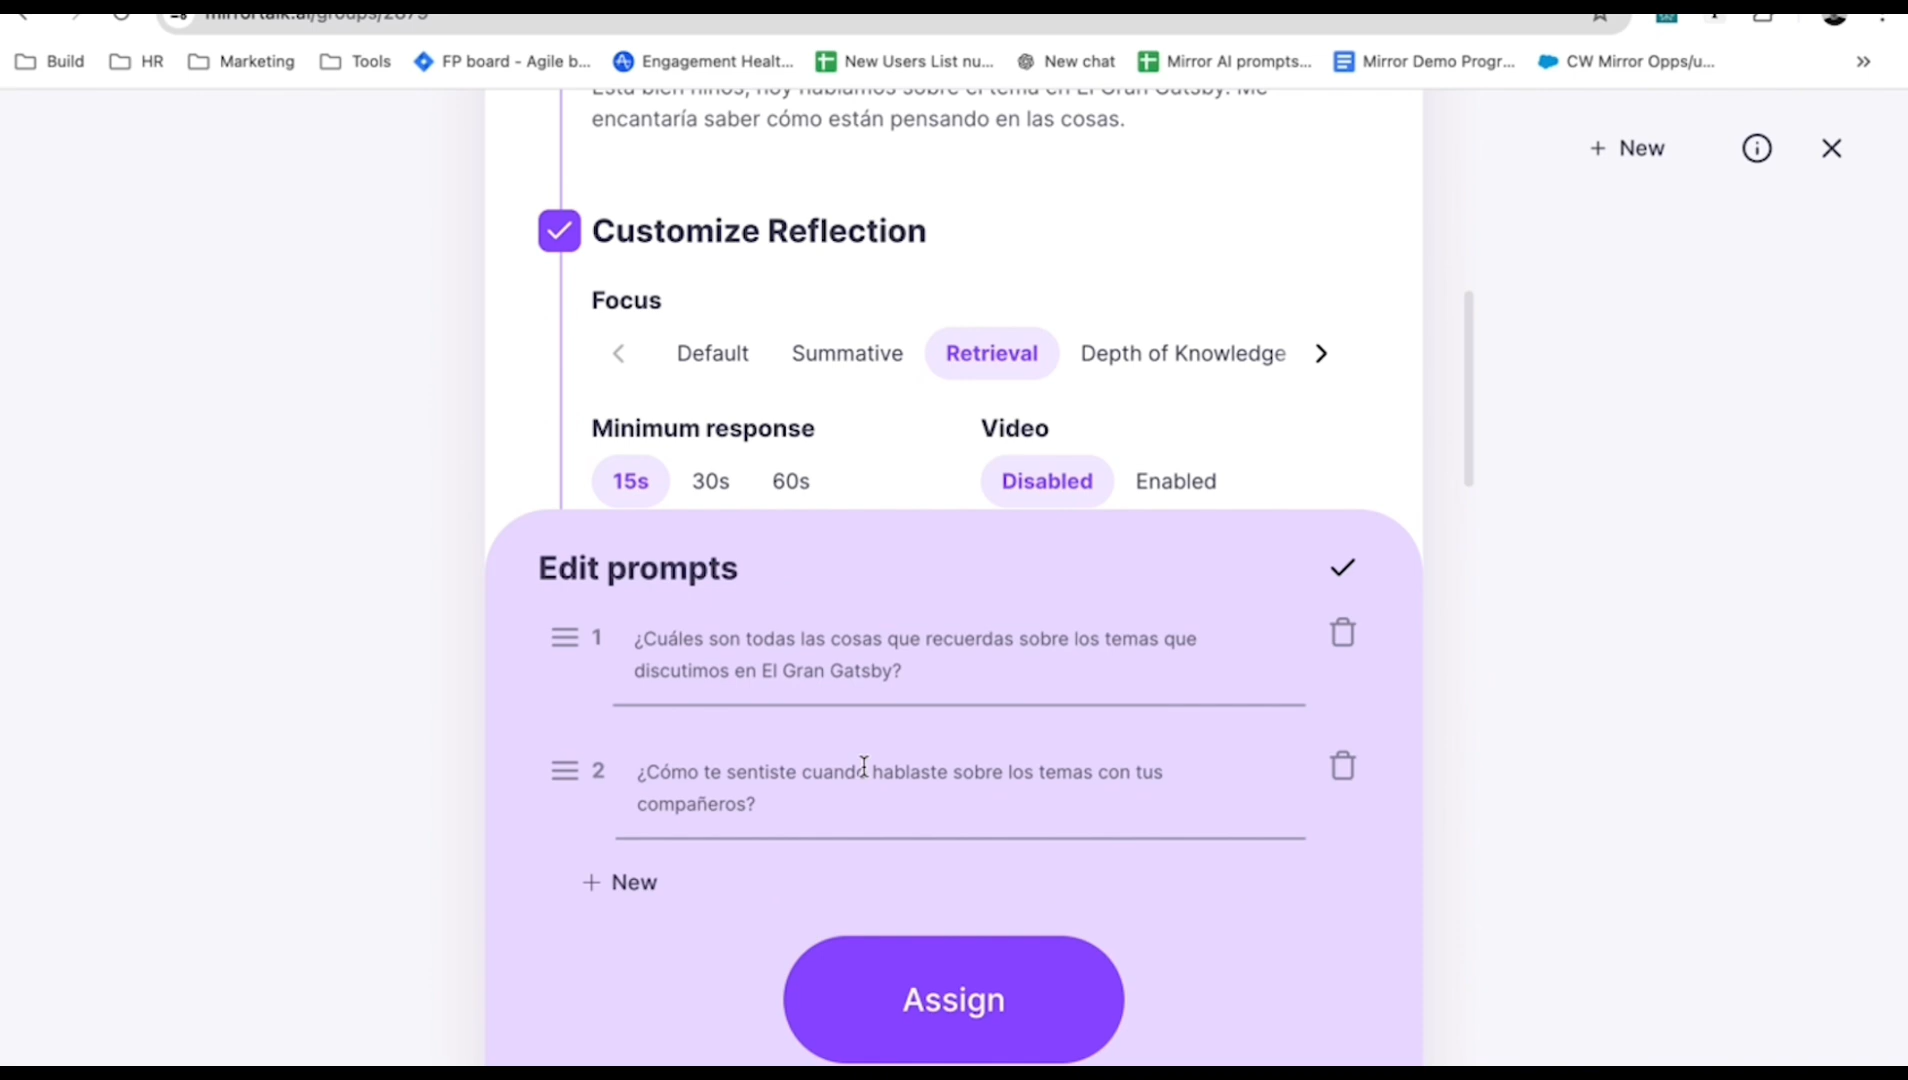 mirrortalk.ai/groups/2875
Build HR Marketing Tools FP board - Agile b... Engagement Healt... New Users List nu... New chat Mirror AI prompts... Mirror Demo Progr... CW Mirror Opps/u...
Está bien niños, hoy hablamos sobre el tema en El Gran Gatsby. Me
encantaría saber cómo están pensando en las cosas.
+ New
Customize Reflection
Focus
Default Summative Retrieval Depth of Knowledge
Minimum response Video
15s 30s 60s Disabled Enabled
Edit prompts
1 ¿Cuáles son todas las cosas que recuerdas sobre los temas que
discutimos en El Gran Gatsby?
2 ¿Cómo te sentiste cuando hablaste sobre los temas con tus
compañeros?
+ New
Assign